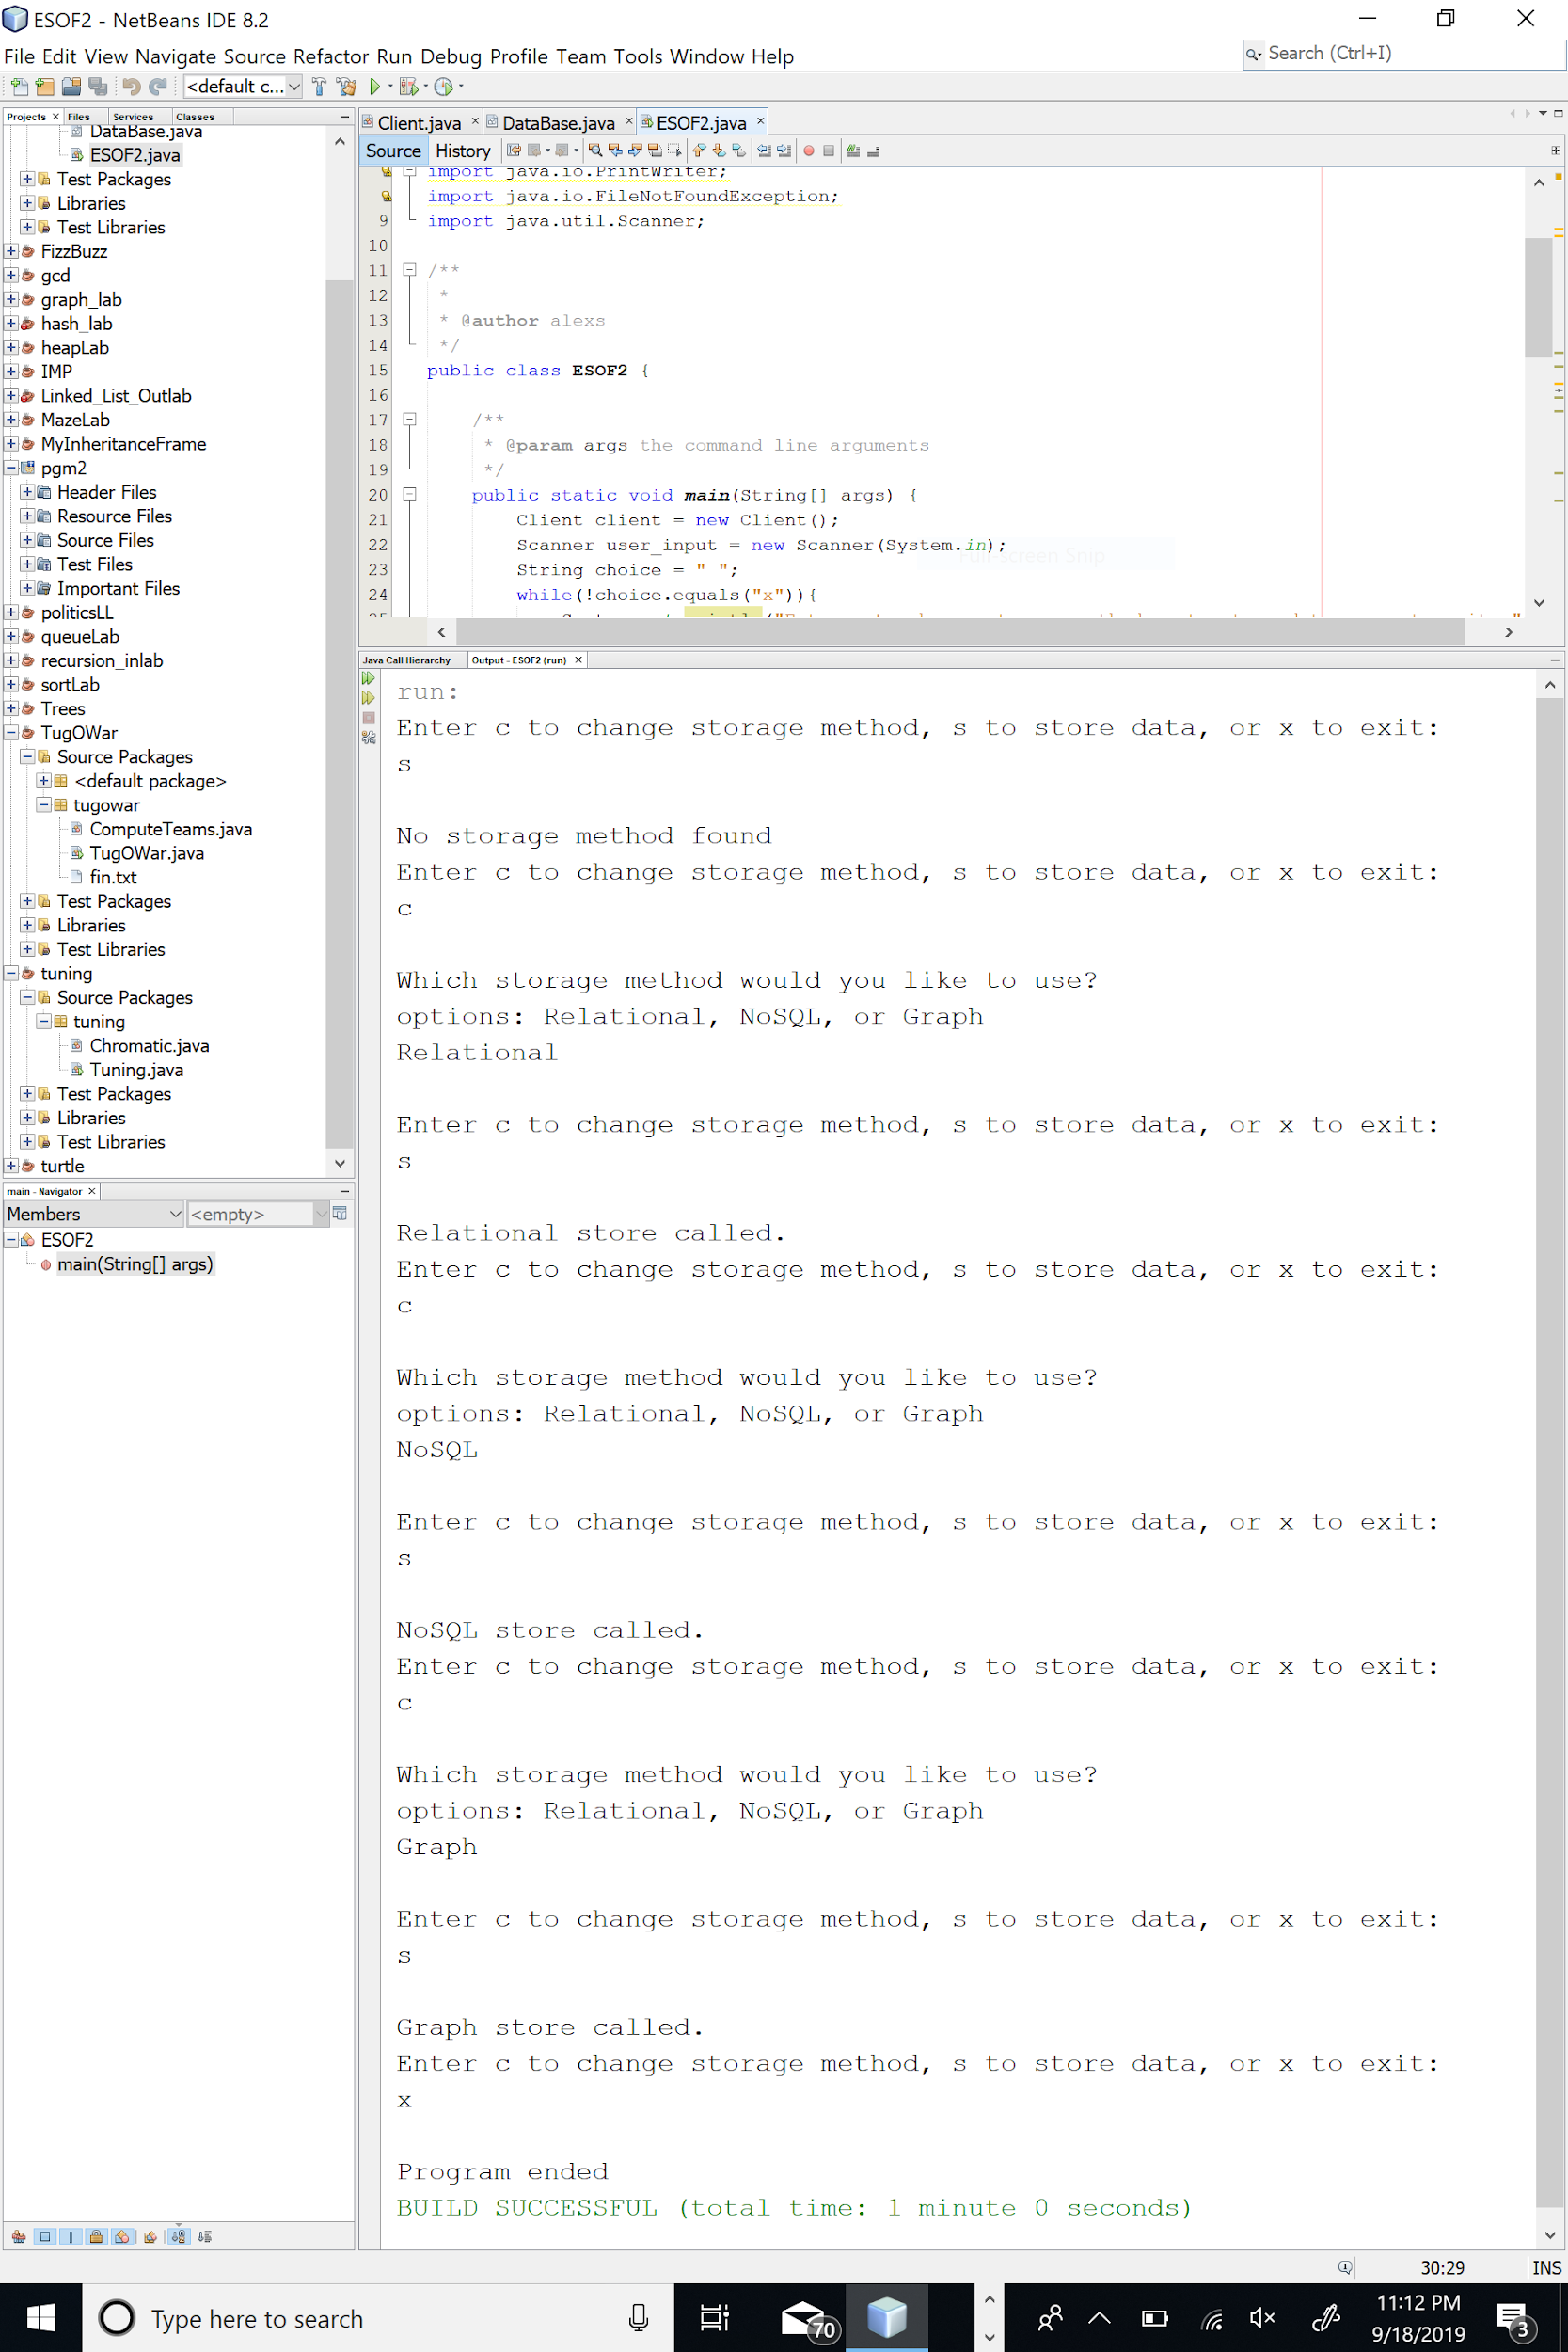 ESOF2 - NetBeans IDE 8.2
File Edit View Navigate Source Refactor Run Debug Profile Team Tools Window Help
Search (Ctrl+I)
<default c...
Projects Files Services Classes
DataBase.java
ESOF2.java
Test Packages
Libraries
Test Libraries
FizzBuzz
gcd
graph_lab
hash_lab
heapLab
IMP
Linked_List_Outlab
MazeLab
MyInheritanceFrame
pgm2
Header Files
Resource Files
Source Files
Test Files
Important Files
politicsLL
queueLab
recursion_inlab
sortLab
Trees
TugOWar
Source Packages
<default package>
tugowar
ComputeTeams.java
TugOWar.java
fin.txt
Test Packages
Libraries
Test Libraries
tuning
Source Packages
tuning
Chromatic.java
Tuning.java
Test Packages
Libraries
Test Libraries
turtle
main - Navigator
Members
<empty>
ESOF2
main(String[] args)
Client.java DataBase.java ESOF2.java
Source History
import java.io.PrintWriter;
import java.io.FileNotFoundException;
9 import java.util.Scanner;
10
11 /**
12 *
13 * @author alexs
14 */
15 public class ESOF2 {
16
17 /**
18 * @param args the command line arguments
19 */
20 public static void main(String[] args) {
21 Client client = new Client();
22 Scanner user_input = new Scanner(System.in);
23 String choice = " ";
24 while(!choice.equals("x")){
Full-screen Snip
Java Call Hierarchy Output - ESOF2 (run)
run:
Enter c to change storage method, s to store data, or x to exit:
s
No storage method found
Enter c to change storage method, s to store data, or x to exit:
c
Which storage method would you like to use?
options: Relational, NoSQL, or Graph
Relational
Enter c to change storage method, s to store data, or x to exit:
s
Relational store called.
Enter c to change storage method, s to store data, or x to exit:
c
Which storage method would you like to use?
options: Relational, NoSQL, or Graph
NoSQL
Enter c to change storage method, s to store data, or x to exit:
s
NoSQL store called.
Enter c to change storage method, s to store data, or x to exit:
c
Which storage method would you like to use?
options: Relational, NoSQL, or Graph
Graph
Enter c to change storage method, s to store data, or x to exit:
s
Graph store called.
Enter c to change storage method, s to store data, or x to exit:
x
Program ended
BUILD SUCCESSFUL (total time: 1 minute 0 seconds)
30:29 INS
Type here to search
70
11:12 PM
9/18/2019
3